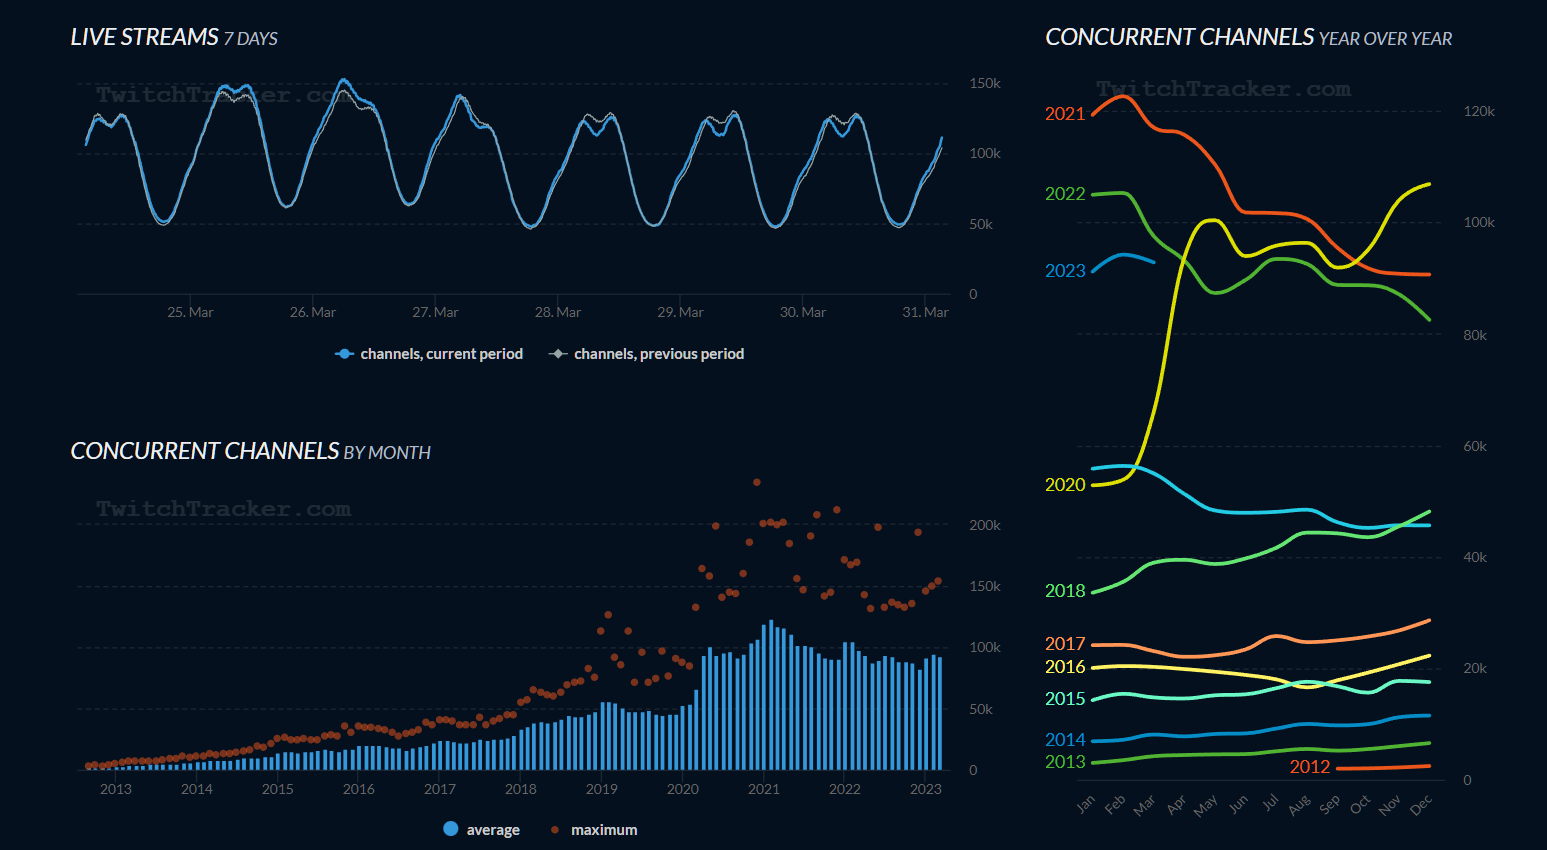 LIVE STREAMS 7 DAYS
TwitchTracker.com
150k
100k
50k
0
25. Mar
26. Mar
27. Mar
28. Mar
29. Mar
30. Mar
31. Mar
channels, current period
channels, previous period
CONCURRENT CHANNELS BY MONTH
TwitchTracker.com
200k
150k
100k
50k
0
2013
2014
2015
2016
2017
2018
2019
2020
2021
2022
2023
average
maximum
CONCURRENT CHANNELS YEAR OVER YEAR
TwitchTracker.com
2021
2022
2023
2020
2018
2017
2016
2015
2014
2013
2012
120k
100k
80k
60k
40k
20k
0
Jan
Feb
Mar
Apr
May
Jun
Jul
Aug
Sep
Oct
Nov
Dec